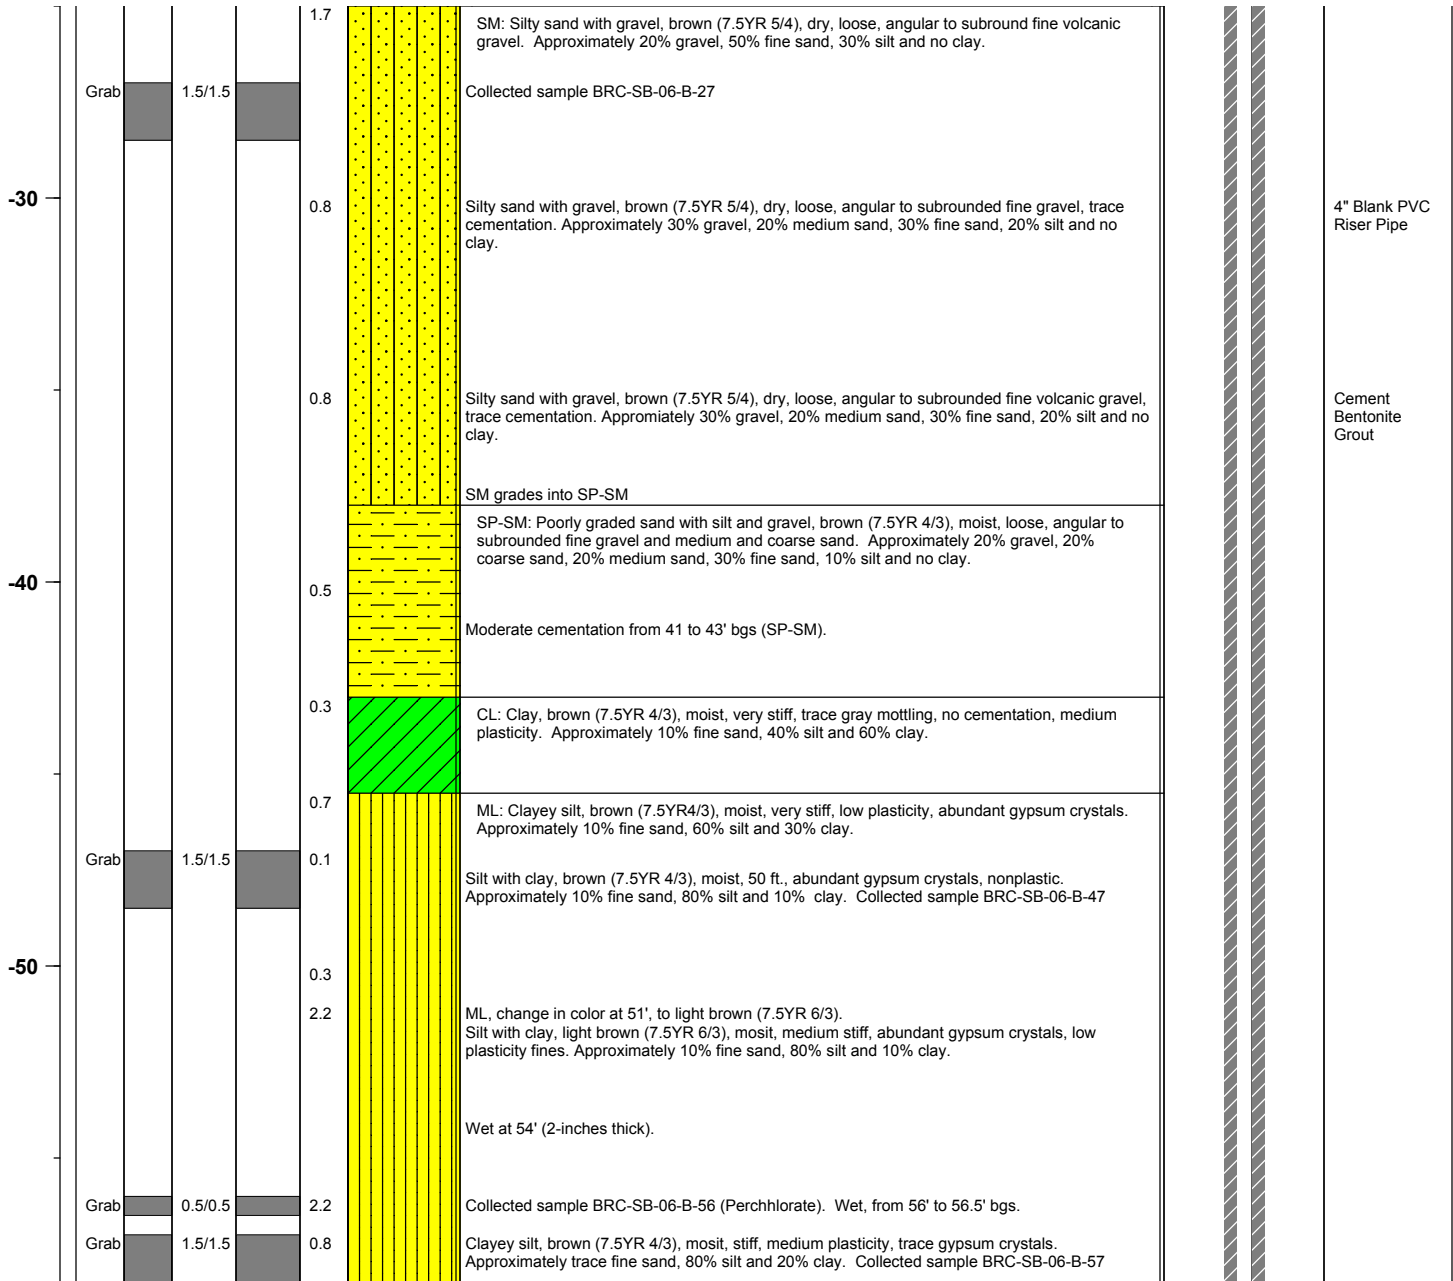 1.7
SM: Silty sand with gravel, brown (7.5YR 5/4), dry, loose, angular to subround fine volcanic
gravel. Approximately 20% gravel, 50% fine sand, 30% silt and no clay.
Grab 1.5/1.5 Collected sample BRC-SB-06-B-27
-30
0.8 Silty sand with gravel, brown (7.5YR 5/4), dry, loose, angular to subrounded fine gravel, trace
cementation. Approximately 30% gravel, 20% medium sand, 30% fine sand, 20% silt and no
clay.
4" Blank PVC
Riser Pipe
0.8 Silty sand with gravel, brown (7.5YR 5/4), dry, loose, angular to subrounded fine volcanic gravel,
trace cementation. Appromiately 30% gravel, 20% medium sand, 30% fine sand, 20% silt and no
clay.
Cement
Bentonite
Grout
SM grades into SP-SM
SP-SM: Poorly graded sand with silt and gravel, brown (7.5YR 4/3), moist, loose, angular to
subrounded fine gravel and medium and coarse sand. Approximately 20% gravel, 20%
coarse sand, 20% medium sand, 30% fine sand, 10% silt and no clay.
-40
0.5
Moderate cementation from 41 to 43' bgs (SP-SM).
0.3
CL: Clay, brown (7.5YR 4/3), moist, very stiff, trace gray mottling, no cementation, medium
plasticity. Approximately 10% fine sand, 40% silt and 60% clay.
0.7
ML: Clayey silt, brown (7.5YR4/3), moist, very stiff, low plasticity, abundant gypsum crystals.
Approximately 10% fine sand, 60% silt and 30% clay.
Grab 1.5/1.5 0.1
Silt with clay, brown (7.5YR 4/3), moist, 50 ft., abundant gypsum crystals, nonplastic.
Approximately 10% fine sand, 80% silt and 10% clay. Collected sample BRC-SB-06-B-47
-50
0.3
2.2 ML, change in color at 51', to light brown (7.5YR 6/3).
Silt with clay, light brown (7.5YR 6/3), mosit, medium stiff, abundant gypsum crystals, low
plasticity fines. Approximately 10% fine sand, 80% silt and 10% clay.
Wet at 54' (2-inches thick).
Grab 0.5/0.5 2.2 Collected sample BRC-SB-06-B-56 (Perchhlorate). Wet, from 56' to 56.5' bgs.
Grab 1.5/1.5 0.8 Clayey silt, brown (7.5YR 4/3), mosit, stiff, medium plasticity, trace gypsum crystals.
Approximately trace fine sand, 80% silt and 20% clay. Collected sample BRC-SB-06-B-57